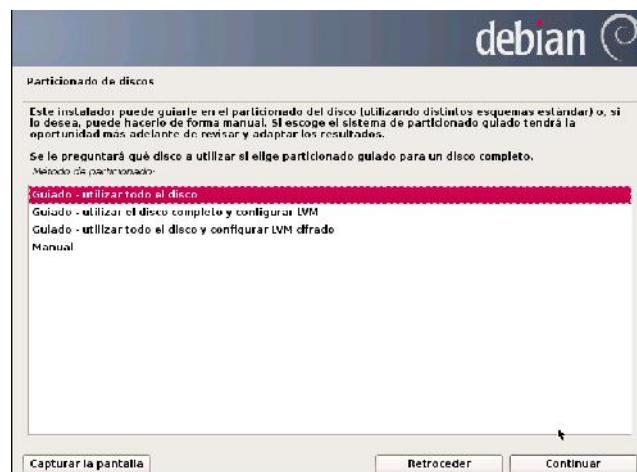 debian
Particionado de discos
Este instalador puede guiarle en el particionado del disco (utilizando distintos esquemas estándar) o, si
lo desea, puede hacerlo de forma manual. Si escoge el sistema de particionado guiado tendrá la
oportunidad más adelante de revisar y adaptar los resultados.
Se le preguntará qué disco a utilizar si elige particionado guiado para un disco completo.
Método de particionado:
Guiado - utilizar todo el disco
Guiado - utilizar el disco completo y configurar LVM
Guiado - utilizar todo el disco y configurar LVM cifrado
Manual
Capturar la pantalla
Retroceder
Continuar